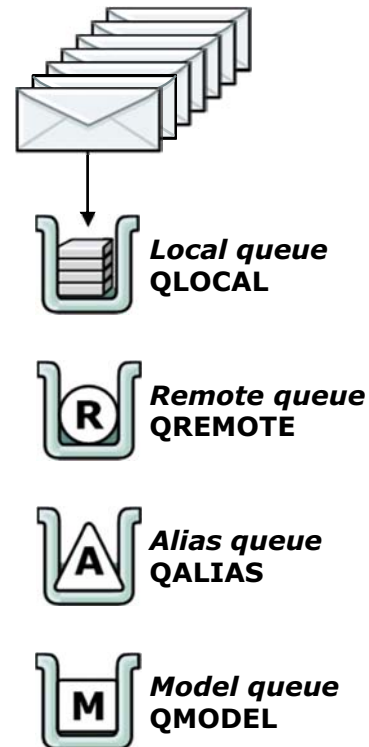 Local queue
QLOCAL
R
Remote queue
QREMOTE
A
Alias queue
QALIAS
M
Model queue
QMODEL